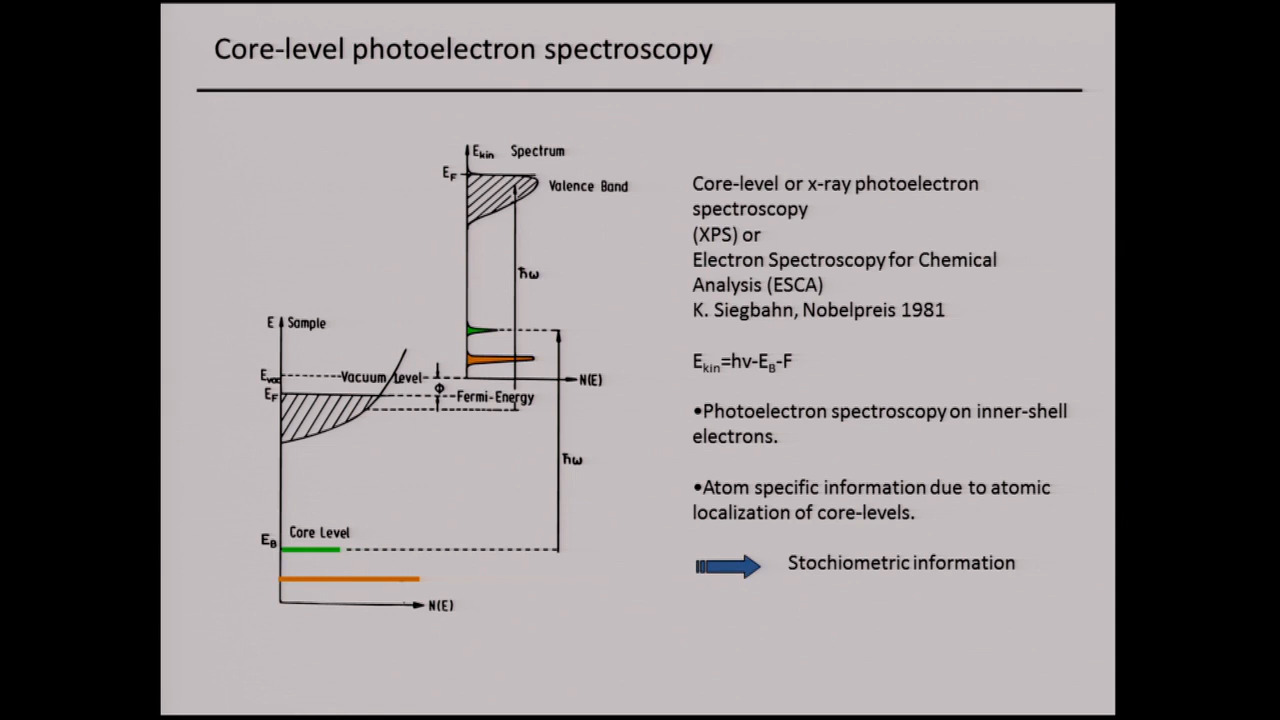 Core-level photoelectron spectroscopy
Ekin Spectrum
EF
Valence Band
ħω
E Sample
Evac
Vacuum Level
EF
Φ
Fermi-Energy
N(E)
ħω
Core Level
EB
N(E)
Core-level or x-ray photoelectron
spectroscopy
(XPS) or
Electron Spectroscopy for Chemical
Analysis (ESCA)
K. Siegbahn, Nobelpreis 1981
Ekin=hν-EB-F
•Photoelectron spectroscopy on inner-shell
electrons.
•Atom specific information due to atomic
localization of core-levels.
Stochiometric information